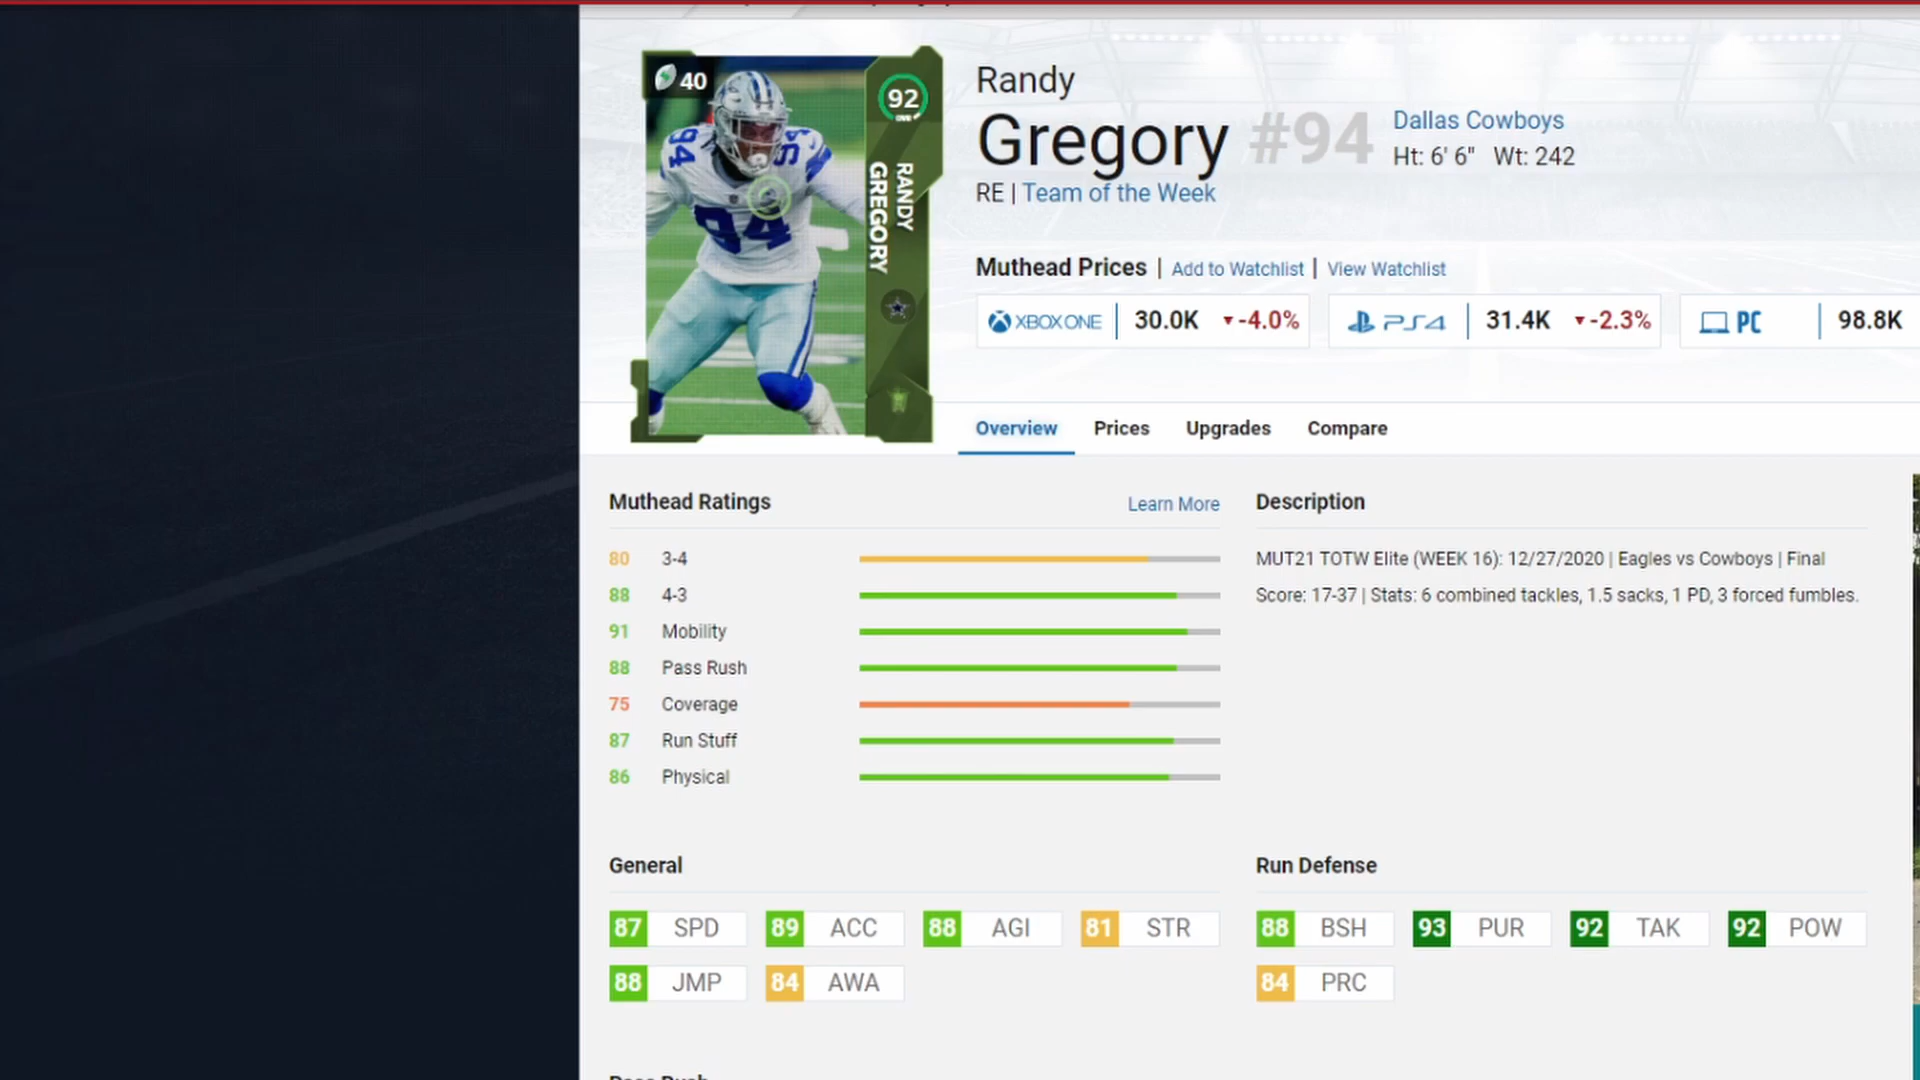 40
92
OVR
RANDY
GREGORY
94
94
94
Randy
Gregory #94
Dallas Cowboys
Ht: 6' 6" Wt: 242
RE | Team of the Week
Muthead Prices | Add to Watchlist | View Watchlist
XBOX ONE 30.0K ▼-4.0%
PS4 31.4K ▼-2.3%
PC 98.8K
Overview Prices Upgrades Compare
Muthead Ratings Learn More
80 3-4
88 4-3
91 Mobility
88 Pass Rush
75 Coverage
87 Run Stuff
86 Physical
Description
MUT21 TOTW Elite (WEEK 16): 12/27/2020 | Eagles vs Cowboys | Final
Score: 17-37 | Stats: 6 combined tackles, 1.5 sacks, 1 PD, 3 forced fumbles.
General
87 SPD 89 ACC 88 AGI 81 STR
88 JMP 84 AWA
Run Defense
88 BSH 93 PUR 92 TAK 92 POW
84 PRC